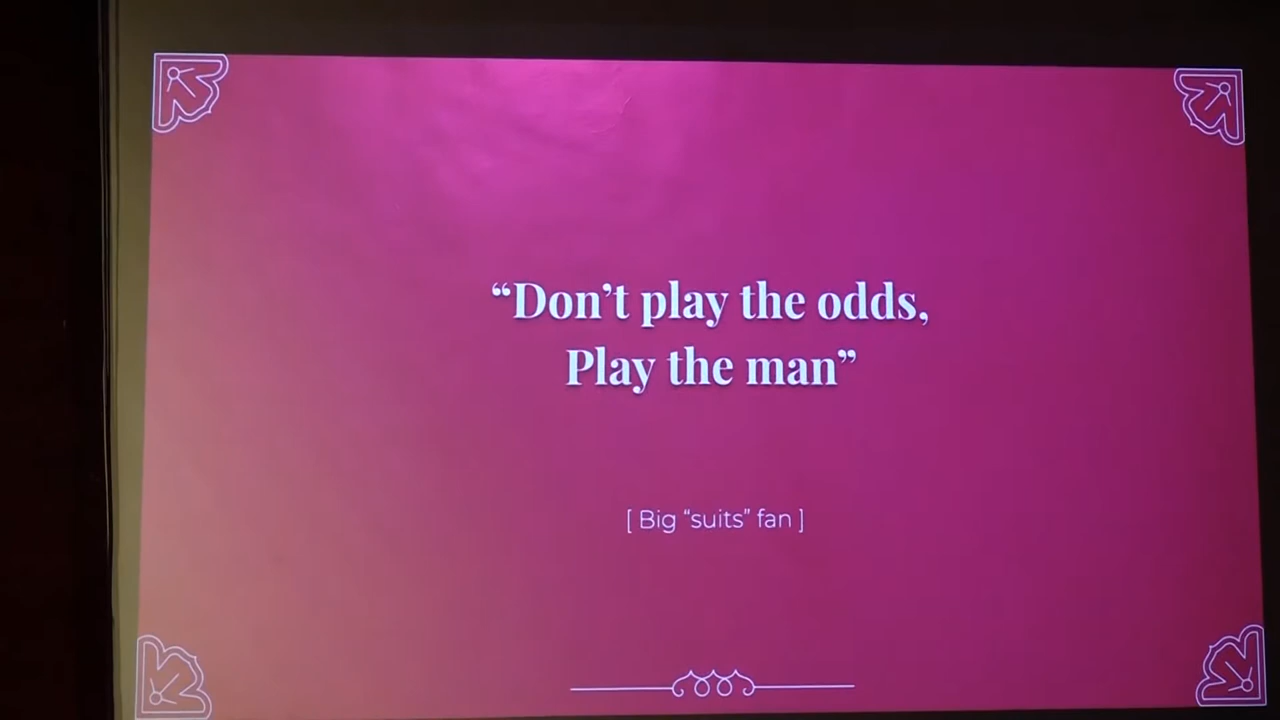 “Don’t play the odds,
Play the man”
[ Big “suits” fan ]